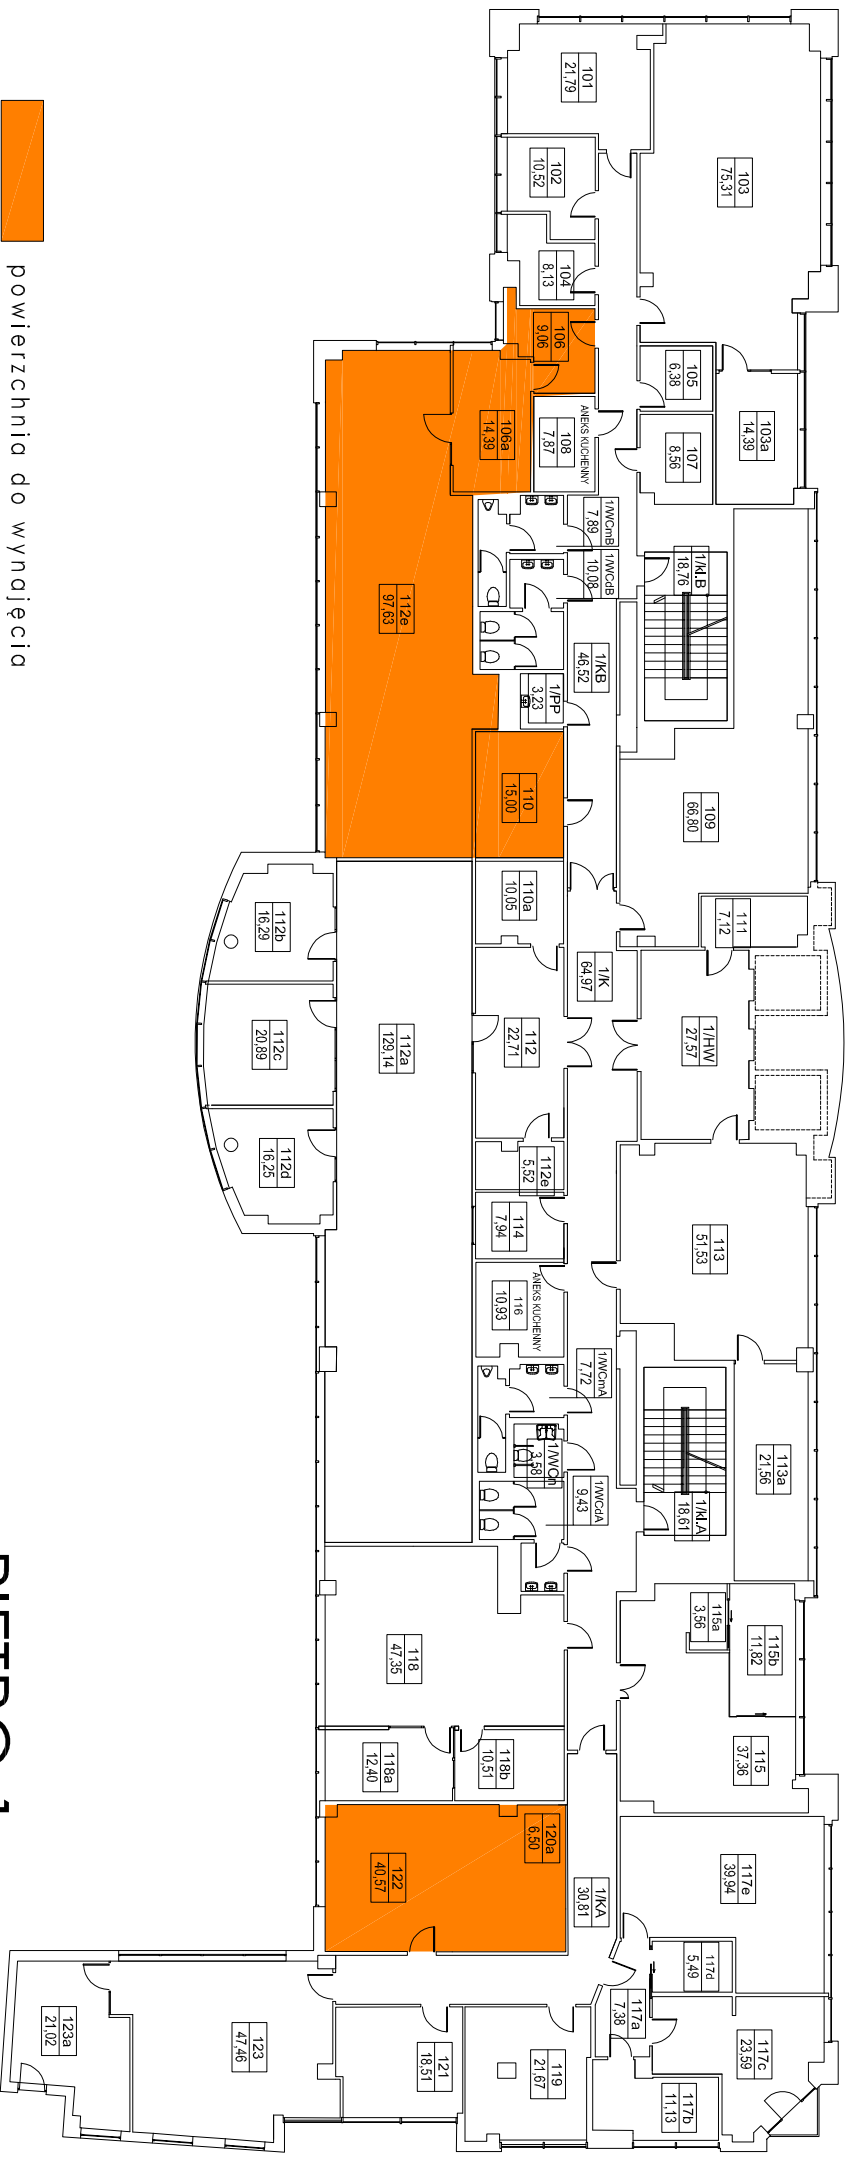 101
21,79
103
75,31
102
10,52
104
8,13
106
9,06
105
6,38
103a
14,39
106a
14,39
ANEKS KUCHENNY
108
7,87
107
8,56
1/WCmB
7,89
1/WCdB
10,08
1/kl.B
18,76
112e
97,63
1/KB
46,52
1/PP
3,23
110
15,00
109
66,80
110a
10,05
111
7,12
112b
16,29
1/K
64,97
112c
20,89
112a
129,14
112
22,71
1/HW
27,57
112d
16,25
112e
5,52
114
7,94
113
51,53
ANEKS KUCHENNY
116
10,93
1/WCmA
7,72
1/WCn
3,58
1/WCdA
9,43
113a
21,56
1/kl.A
18,61
115a
3,56
115b
11,82
118
47,35
115
37,36
118a
12,40
118b
10,51
120a
6,50
122
40,57
1/KA
30,81
117e
39,94
117d
5,49
117a
7,38
117c
23,59
117b
11,13
123a
21,02
123
47,46
121
18,51
119
21,67
powierzchnia do wynajęcia
PIĘTRO 1